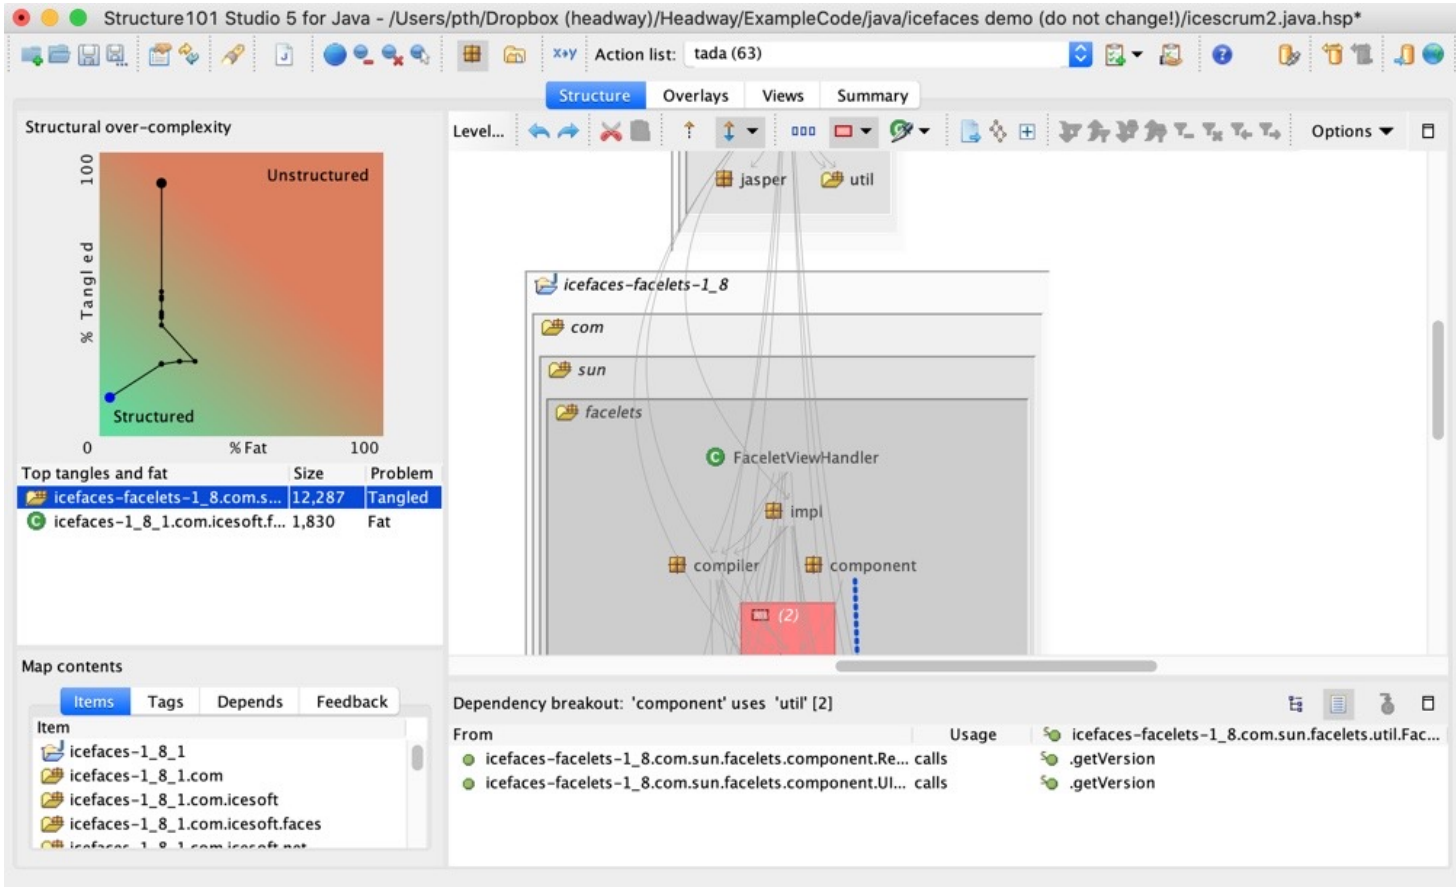 Structure101 Studio 5 for Java - /Users/pth/Dropbox (headway)/Headway/ExampleCode/java/icefaces demo (do not change!)/icescrum2.java.hsp*
J x+y Action list: tada (63) ?
Structure Overlays Views Summary
Structural over-complexity
100
Unstructured
% Tangled
Structured
0 % Fat 100
Top tangles and fat Size Problem
icefaces-facelets-1_8.com.s... 12,287 Tangled
C icefaces-1_8_1.com.icesoft.f... 1,830 Fat
Map contents
Items Tags Depends Feedback
Item
icefaces-1_8_1
icefaces-1_8_1.com
icefaces-1_8_1.com.icesoft
icefaces-1_8_1.com.icesoft.faces
icefaces-1_8_1.com.icesoft.net
Level... Options
jasper util
icefaces-facelets-1_8
com
sun
facelets
C FaceletViewHandler
impl
compiler component
(2)
Dependency breakout: 'component' uses 'util' [2]
From Usage S icefaces-facelets-1_8.com.sun.facelets.util.Fac...
icefaces-facelets-1_8.com.sun.facelets.component.Re... calls S .getVersion
icefaces-facelets-1_8.com.sun.facelets.component.UI... calls S .getVersion